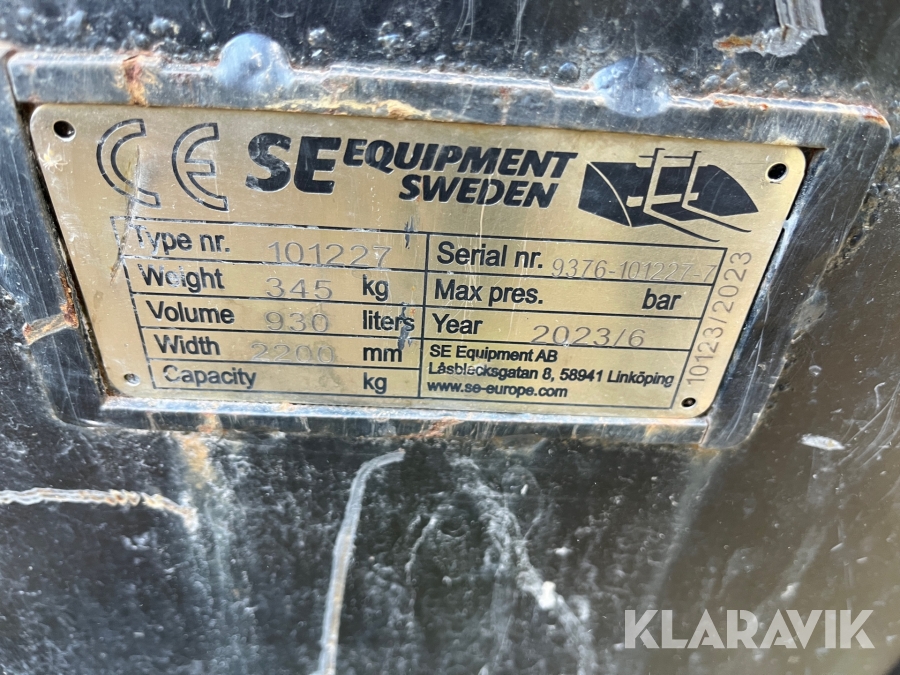 CE SE EQUIPMENT
SWEDEN
Type nr. 101227
Weight 345 kg
Volume 930 liters
Width 2200 mm
Capacity kg
Serial nr. 9376-101227-7
Max pres. bar
Year 2023/6
SE Equipment AB
Låsblecksgatan 8, 58941 Linköping
www.se-europe.com
10123/2023
KLARAVIK